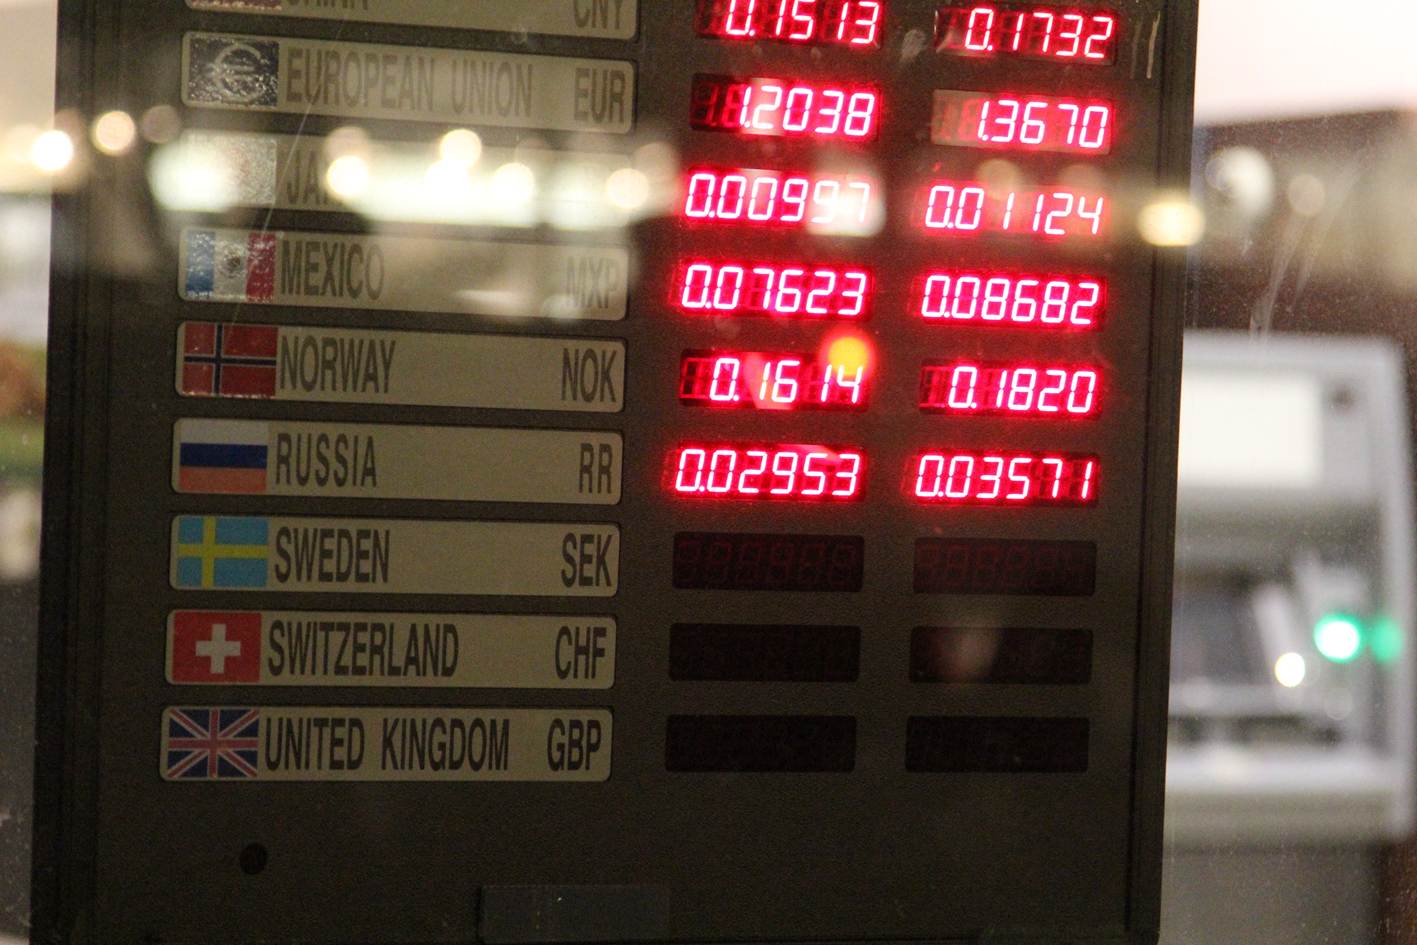 CHINA CNY 0.1513 0.1732
EUROPEAN UNION EUR 1.2038 1.3670
0.00997 0.01124
MEXICO MXP 0.07623 0.08682
NORWAY NOK 0.1614 0.1820
RUSSIA RR 0.02953 0.03571
SWEDEN SEK
SWITZERLAND CHF
UNITED KINGDOM GBP